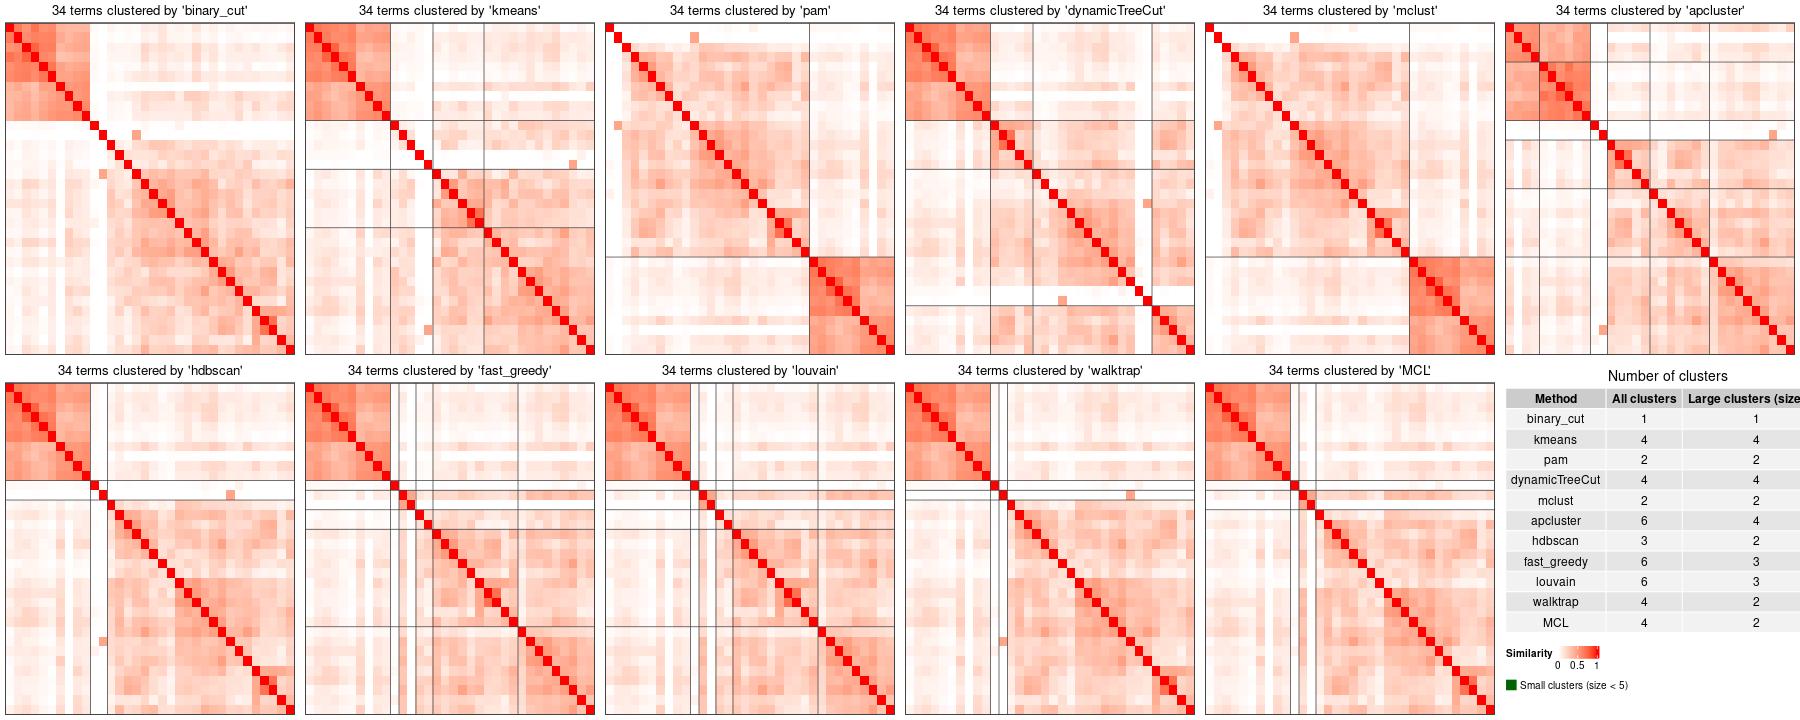 34 terms clustered by 'binary_cut'
34 terms clustered by 'kmeans'
34 terms clustered by 'pam'
34 terms clustered by 'dynamicTreeCut'
34 terms clustered by 'mclust'
34 terms clustered by 'apcluster'
34 terms clustered by 'hdbscan'
34 terms clustered by 'fast_greedy'
34 terms clustered by 'louvain'
34 terms clustered by 'walktrap'
34 terms clustered by 'MCL'
Number of clusters
Method All clusters Large clusters (size
binary_cut 1 1
kmeans 4 4
pam 2 2
dynamicTreeCut 4 4
mclust 2 2
apcluster 6 4
hdbscan 3 2
fast_greedy 6 3
louvain 6 3
walktrap 4 2
MCL 4 2
Similarity
0 0.5 1
Small clusters (size < 5)